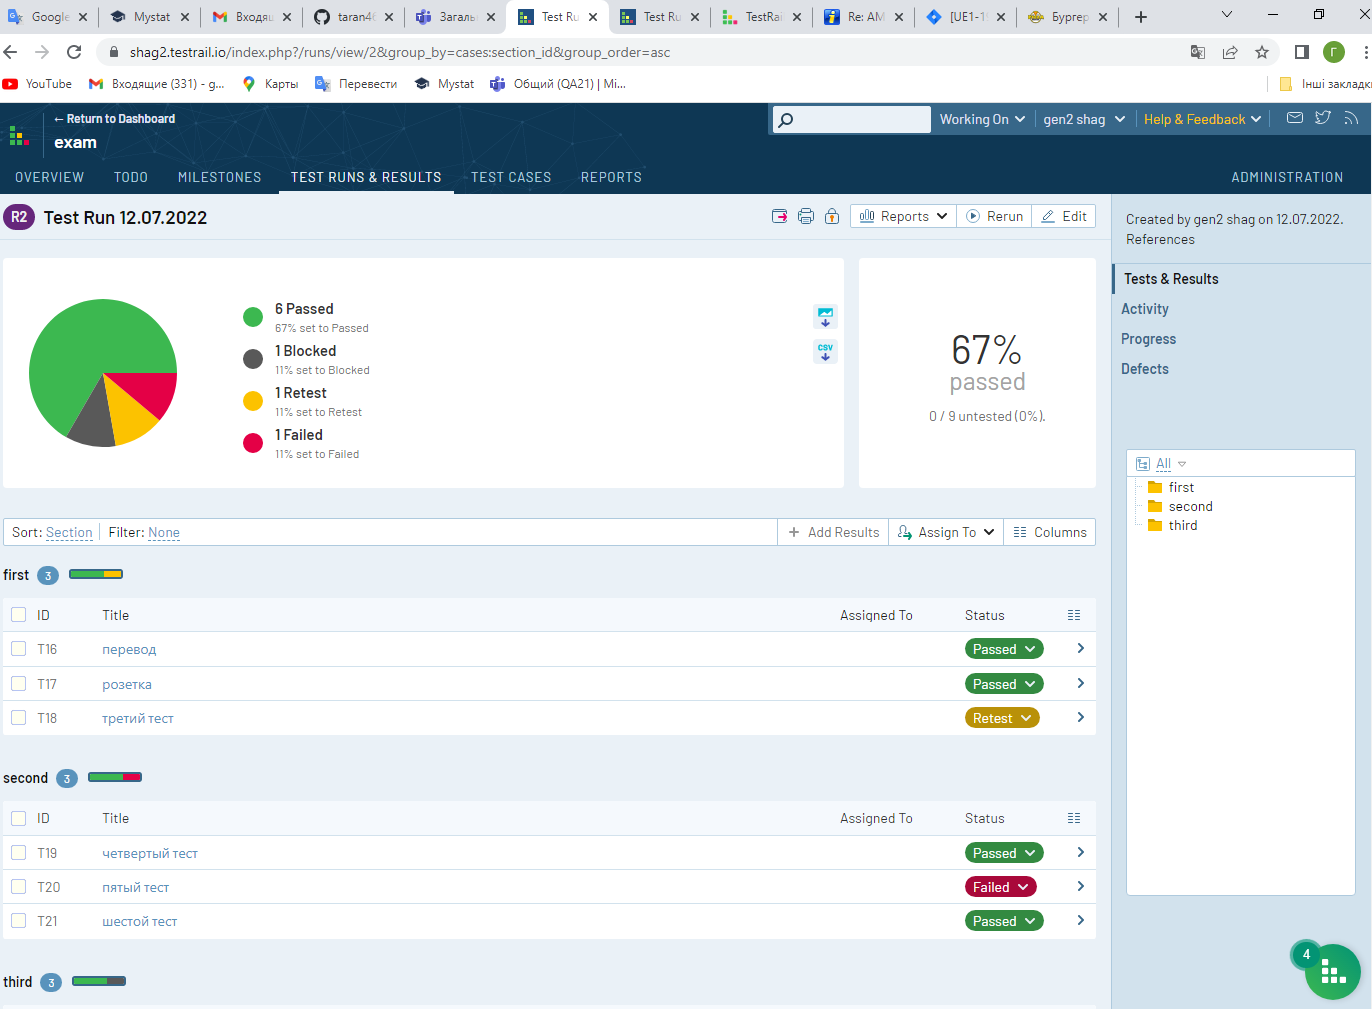 Google
Mystat
Входящ
taran46
Загаль
Test Ru
Test Ru
TestRai
Re: AM
[UE1-1
Бургер
shag2.testrail.io/index.php?/runs/view/2&group_by=cases:section_id&group_order=asc
Г
YouTube
Входящие (331) - g...
Карты
Перевести
Mystat
Общий (QA21) | Mi...
Інші закладки
← Return to Dashboard
exam
Working On
gen2 shag
Help & Feedback
OVERVIEW
TODO
MILESTONES
TEST RUNS & RESULTS
TEST CASES
REPORTS
ADMINISTRATION
R2
Test Run 12.07.2022
Reports
Rerun
Edit
Created by gen2 shag on 12.07.2022.
References
Tests & Results
Activity
Progress
Defects
6 Passed
67% set to Passed
1 Blocked
11% set to Blocked
1 Retest
11% set to Retest
1 Failed
11% set to Failed
CSV
67%
passed
0 / 9 untested (0%).
All
first
second
third
Sort: Section
Filter: None
Add Results
Assign To
Columns
first 3
ID Title Assigned To Status
T16 перевод Passed
T17 розетка Passed
T18 третий тест Retest
second 3
ID Title Assigned To Status
T19 четвертый тест Passed
T20 пятый тест Failed
T21 шестой тест Passed
third 3
4